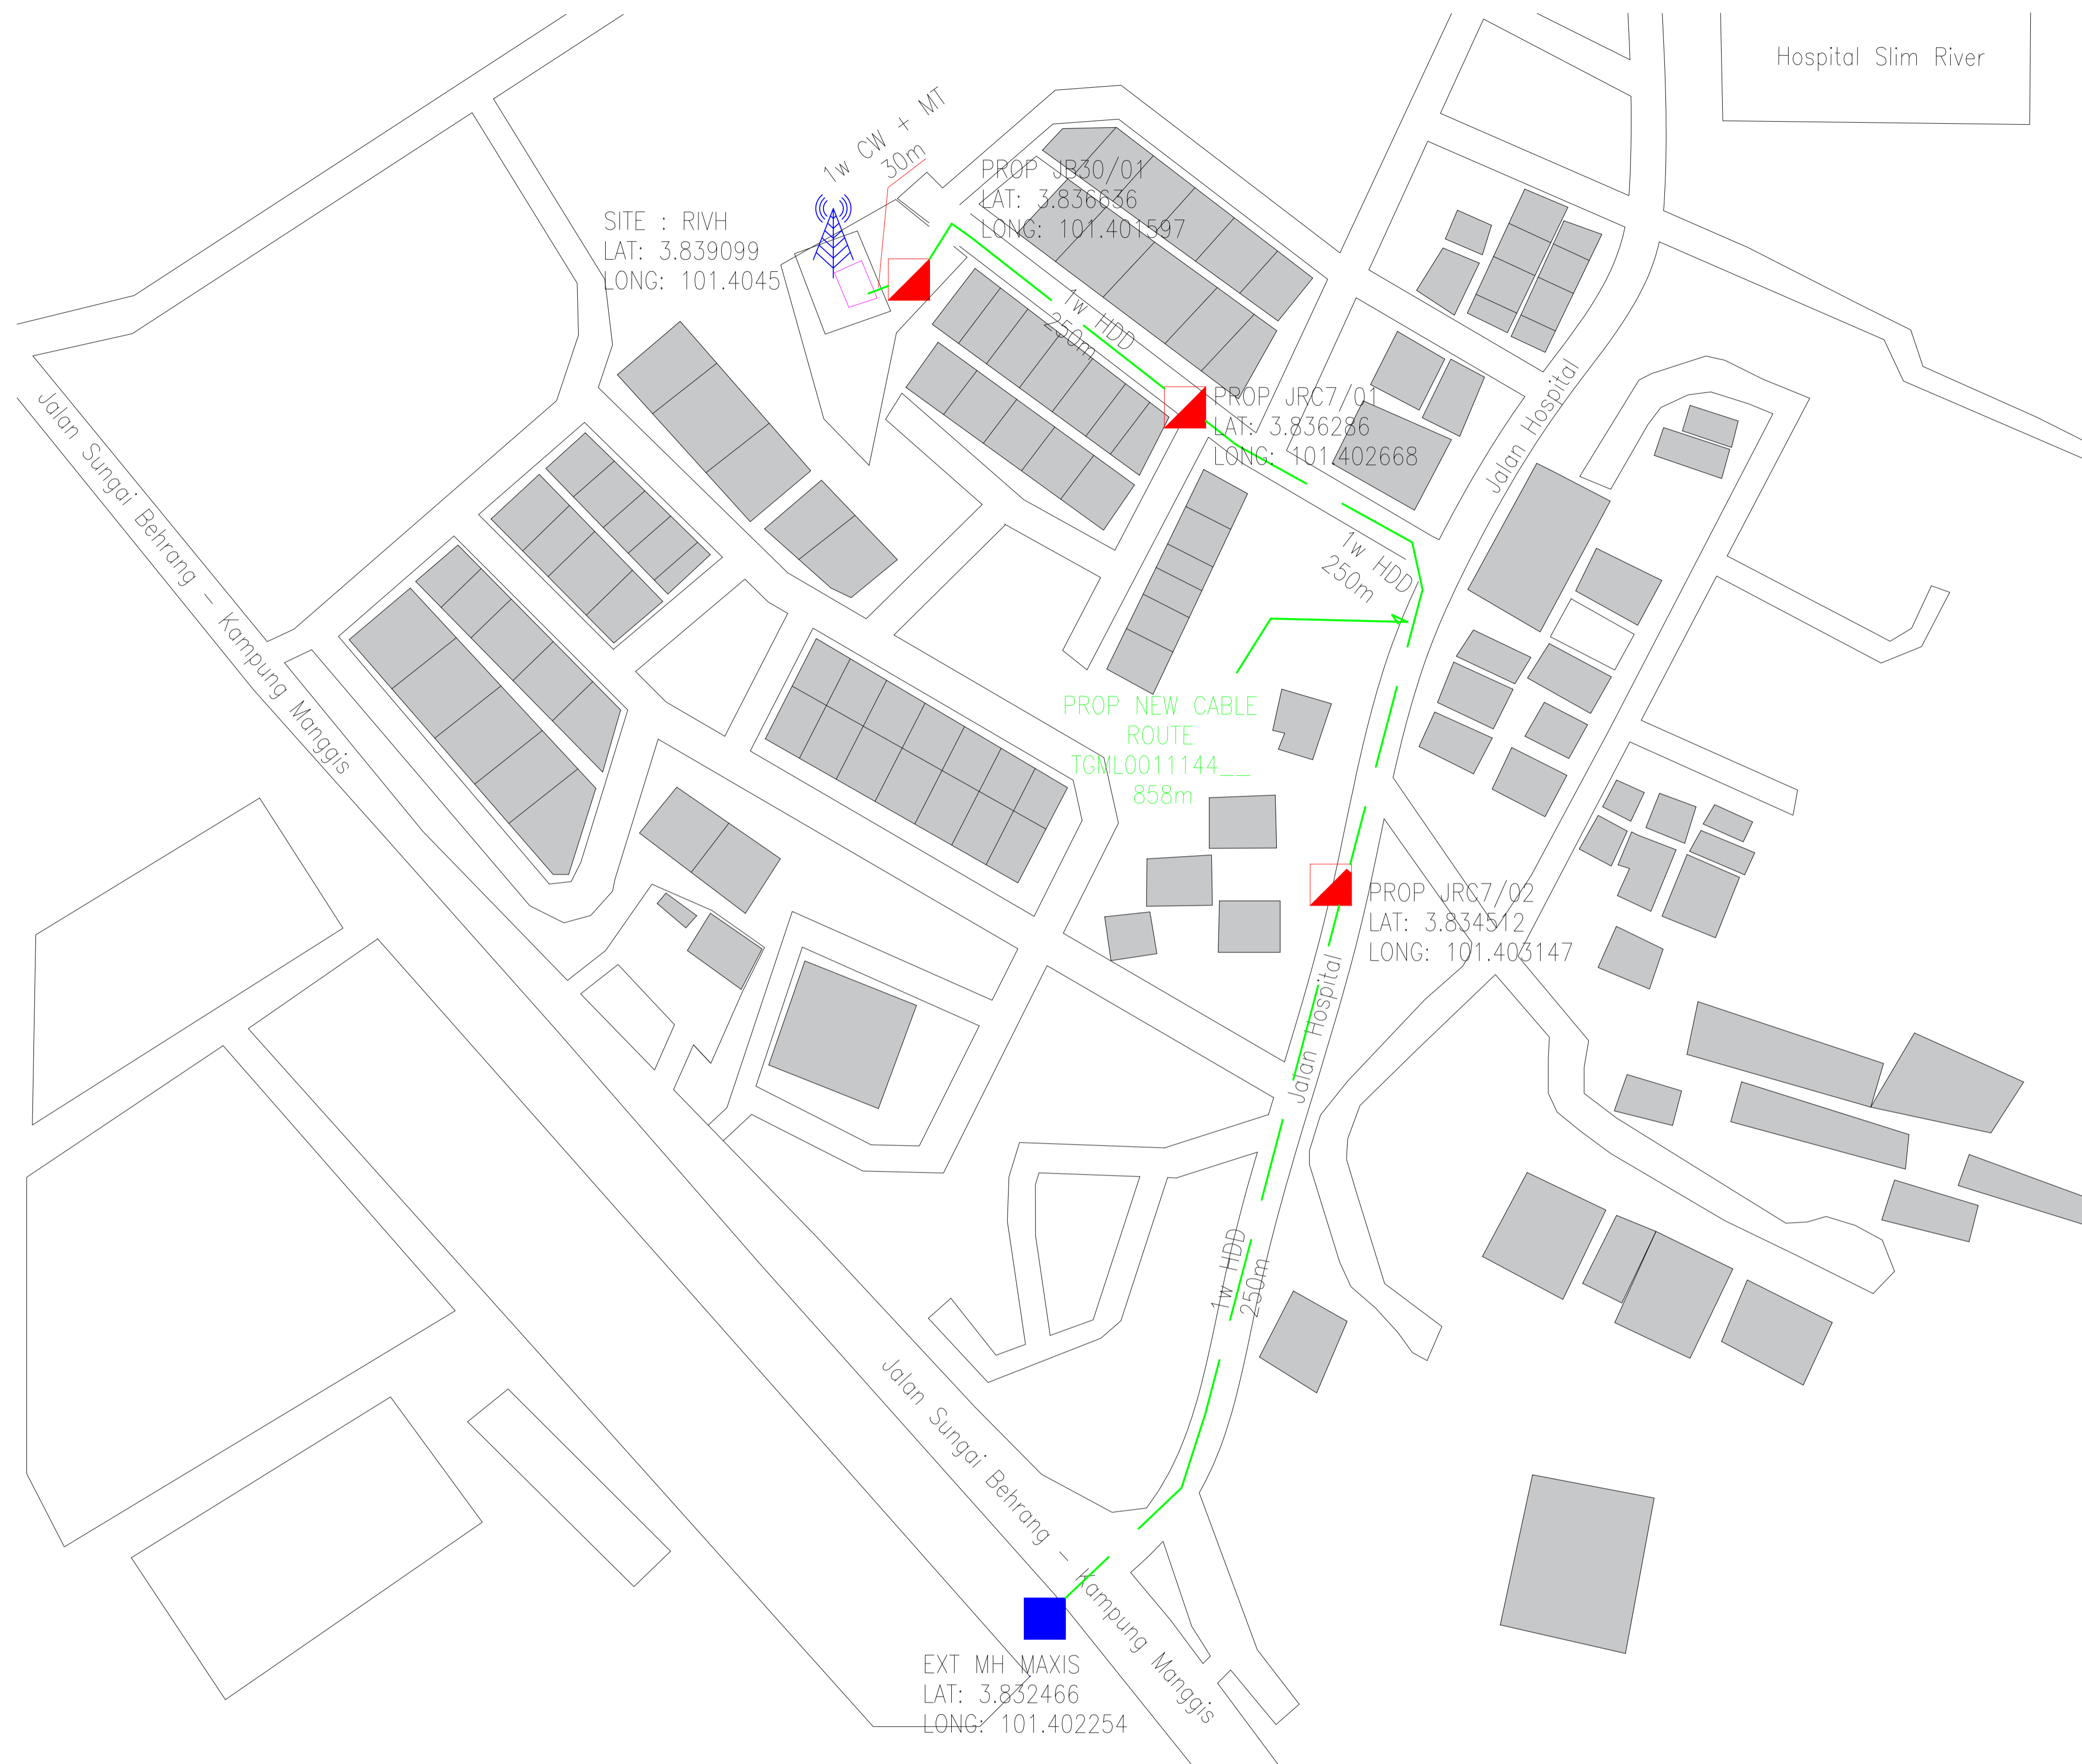 Hospital Slim River
1w CW + MT
30m
PROP JB30/01
LAT: 3.836636
LONG: 101.401597
SITE : RIVH
LAT: 3.839099
LONG: 101.4045
1w HDD
250m
PROP JRC7/01
LAT: 3.836286
LONG: 101.402668
Jalan Hospital
Jalan Sungai Behrang - Kampung Manggis
1w HDD
250m
PROP NEW CABLE
ROUTE
TGML0011144__
858m
PROP JRC7/02
LAT: 3.834512
LONG: 101.403147
Jalan Hospital
1w HDD
250m
Jalan Sungai Behrang - Kampung Manggis
EXT MH MAXIS
LAT: 3.832466
LONG: 101.402254